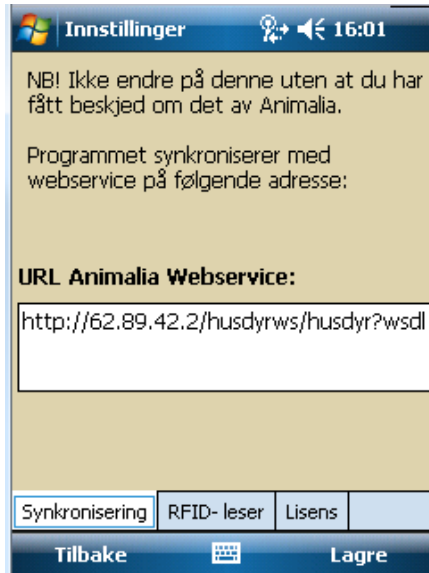 Innstillinger 16:01
NB! Ikke endre på denne uten at du har
fått beskjed om det av Animalia.
Programmet synkroniserer med
webservice på følgende adresse:
URL Animalia Webservice:
http://62.89.42.2/husdyrws/husdyr?wsdl
Synkronisering RFID- leser Lisens
Tilbake Lagre